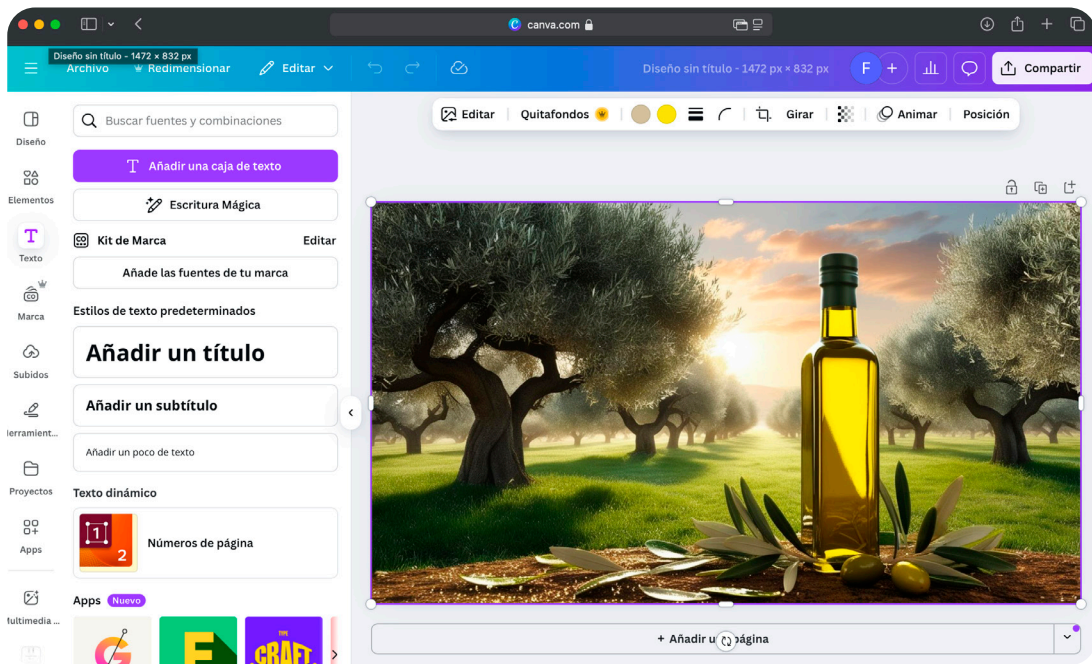 canva.com
Diseño sin título - 1472 × 832 px
Archivo
Redimensionar
Editar
Diseño sin título - 1472 px × 832 px
F
+
Compartir
Diseño
Elementos
Texto
Marca
Subidos
Proyectos
Apps
Buscar fuentes y combinaciones
T Añadir una caja de texto
Escritura Mágica
Kit de Marca
Editar
Añade las fuentes de tu marca
Estilos de texto predeterminados
Añadir un título
Añadir un subtítulo
Añadir un poco de texto
Texto dinámico
1
2
Números de página
Apps Nuevo
CRAFT
Editar
Quitafondos
Girar
Animar
Posición
+ Añadir u
página